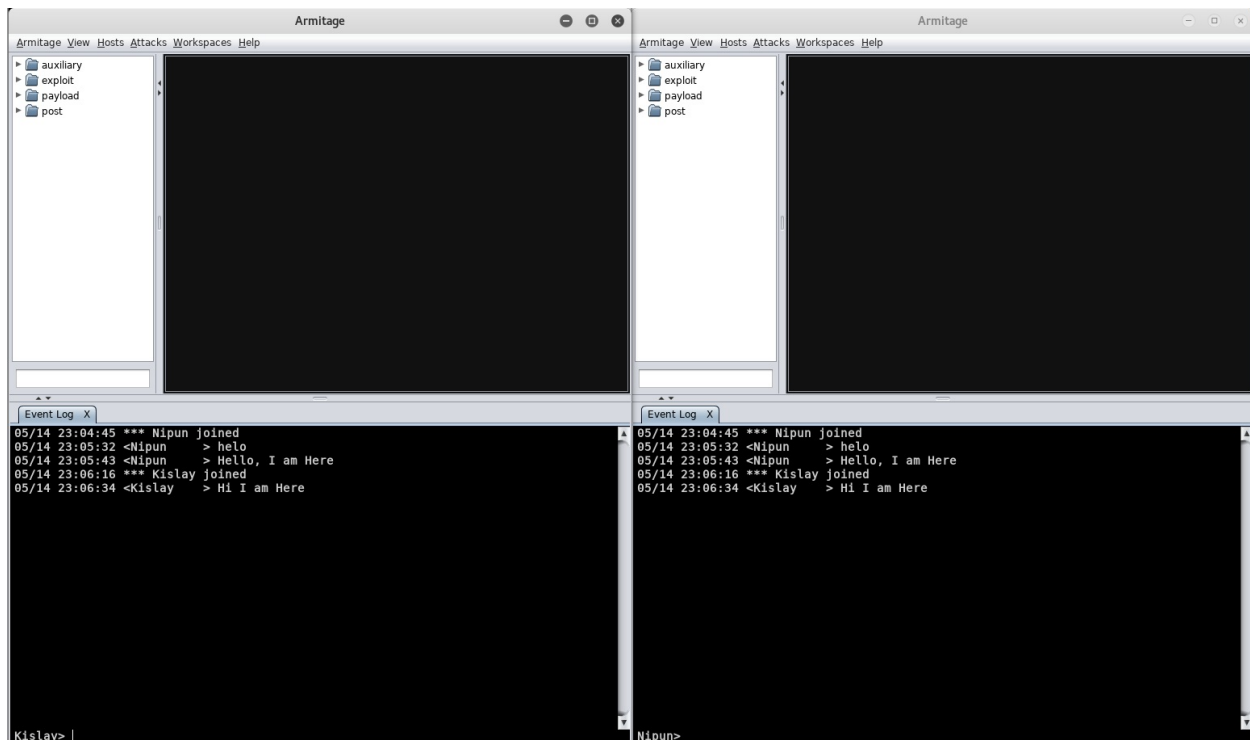 Armitage
Armitage View Hosts Attacks Workspaces Help
auxiliary
exploit
payload
post
Event Log X
05/14 23:04:45 *** Nipun joined
05/14 23:05:32 <Nipun    > helo
05/14 23:05:43 <Nipun    > Hello, I am Here
05/14 23:06:16 *** Kislay joined
05/14 23:06:34 <Kislay   > Hi I am Here
Kislay>
Armitage
Armitage View Hosts Attacks Workspaces Help
auxiliary
exploit
payload
post
Event Log X
05/14 23:04:45 *** Nipun joined
05/14 23:05:32 <Nipun    > helo
05/14 23:05:43 <Nipun    > Hello, I am Here
05/14 23:06:16 *** Kislay joined
05/14 23:06:34 <Kislay   > Hi I am Here
Nipun>